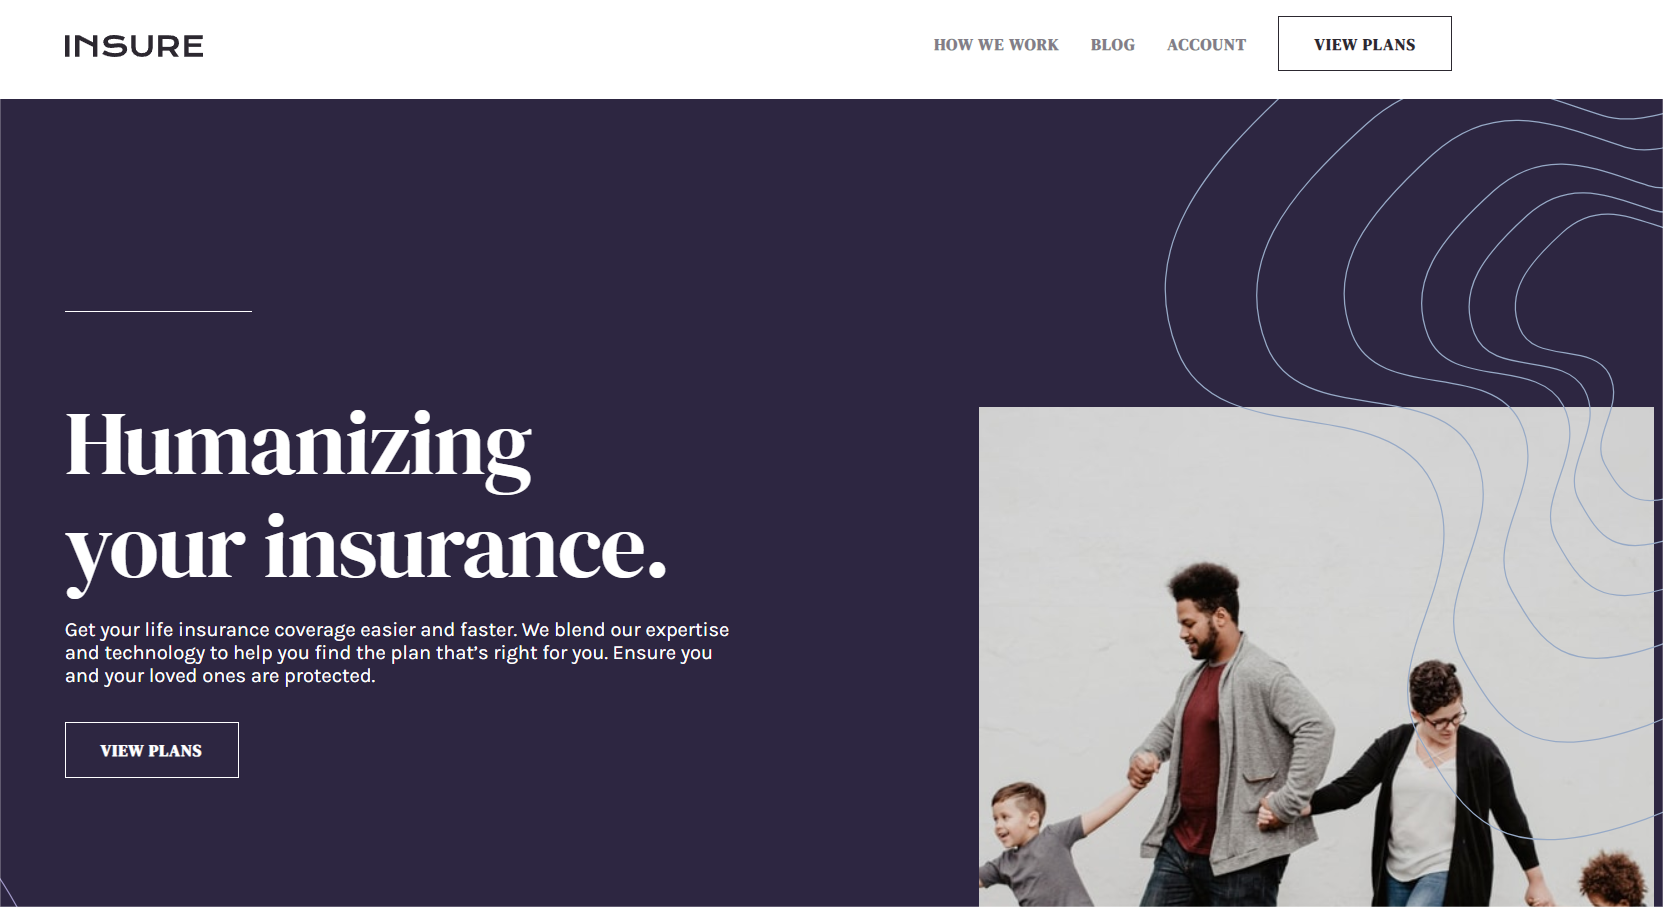 INSURE
HOW WE WORK
BLOG
ACCOUNT
VIEW PLANS
Humanizing
your insurance.
Get your life insurance coverage easier and faster. We blend our expertise
and technology to help you find the plan that’s right for you. Ensure you
and your loved ones are protected.
VIEW PLANS